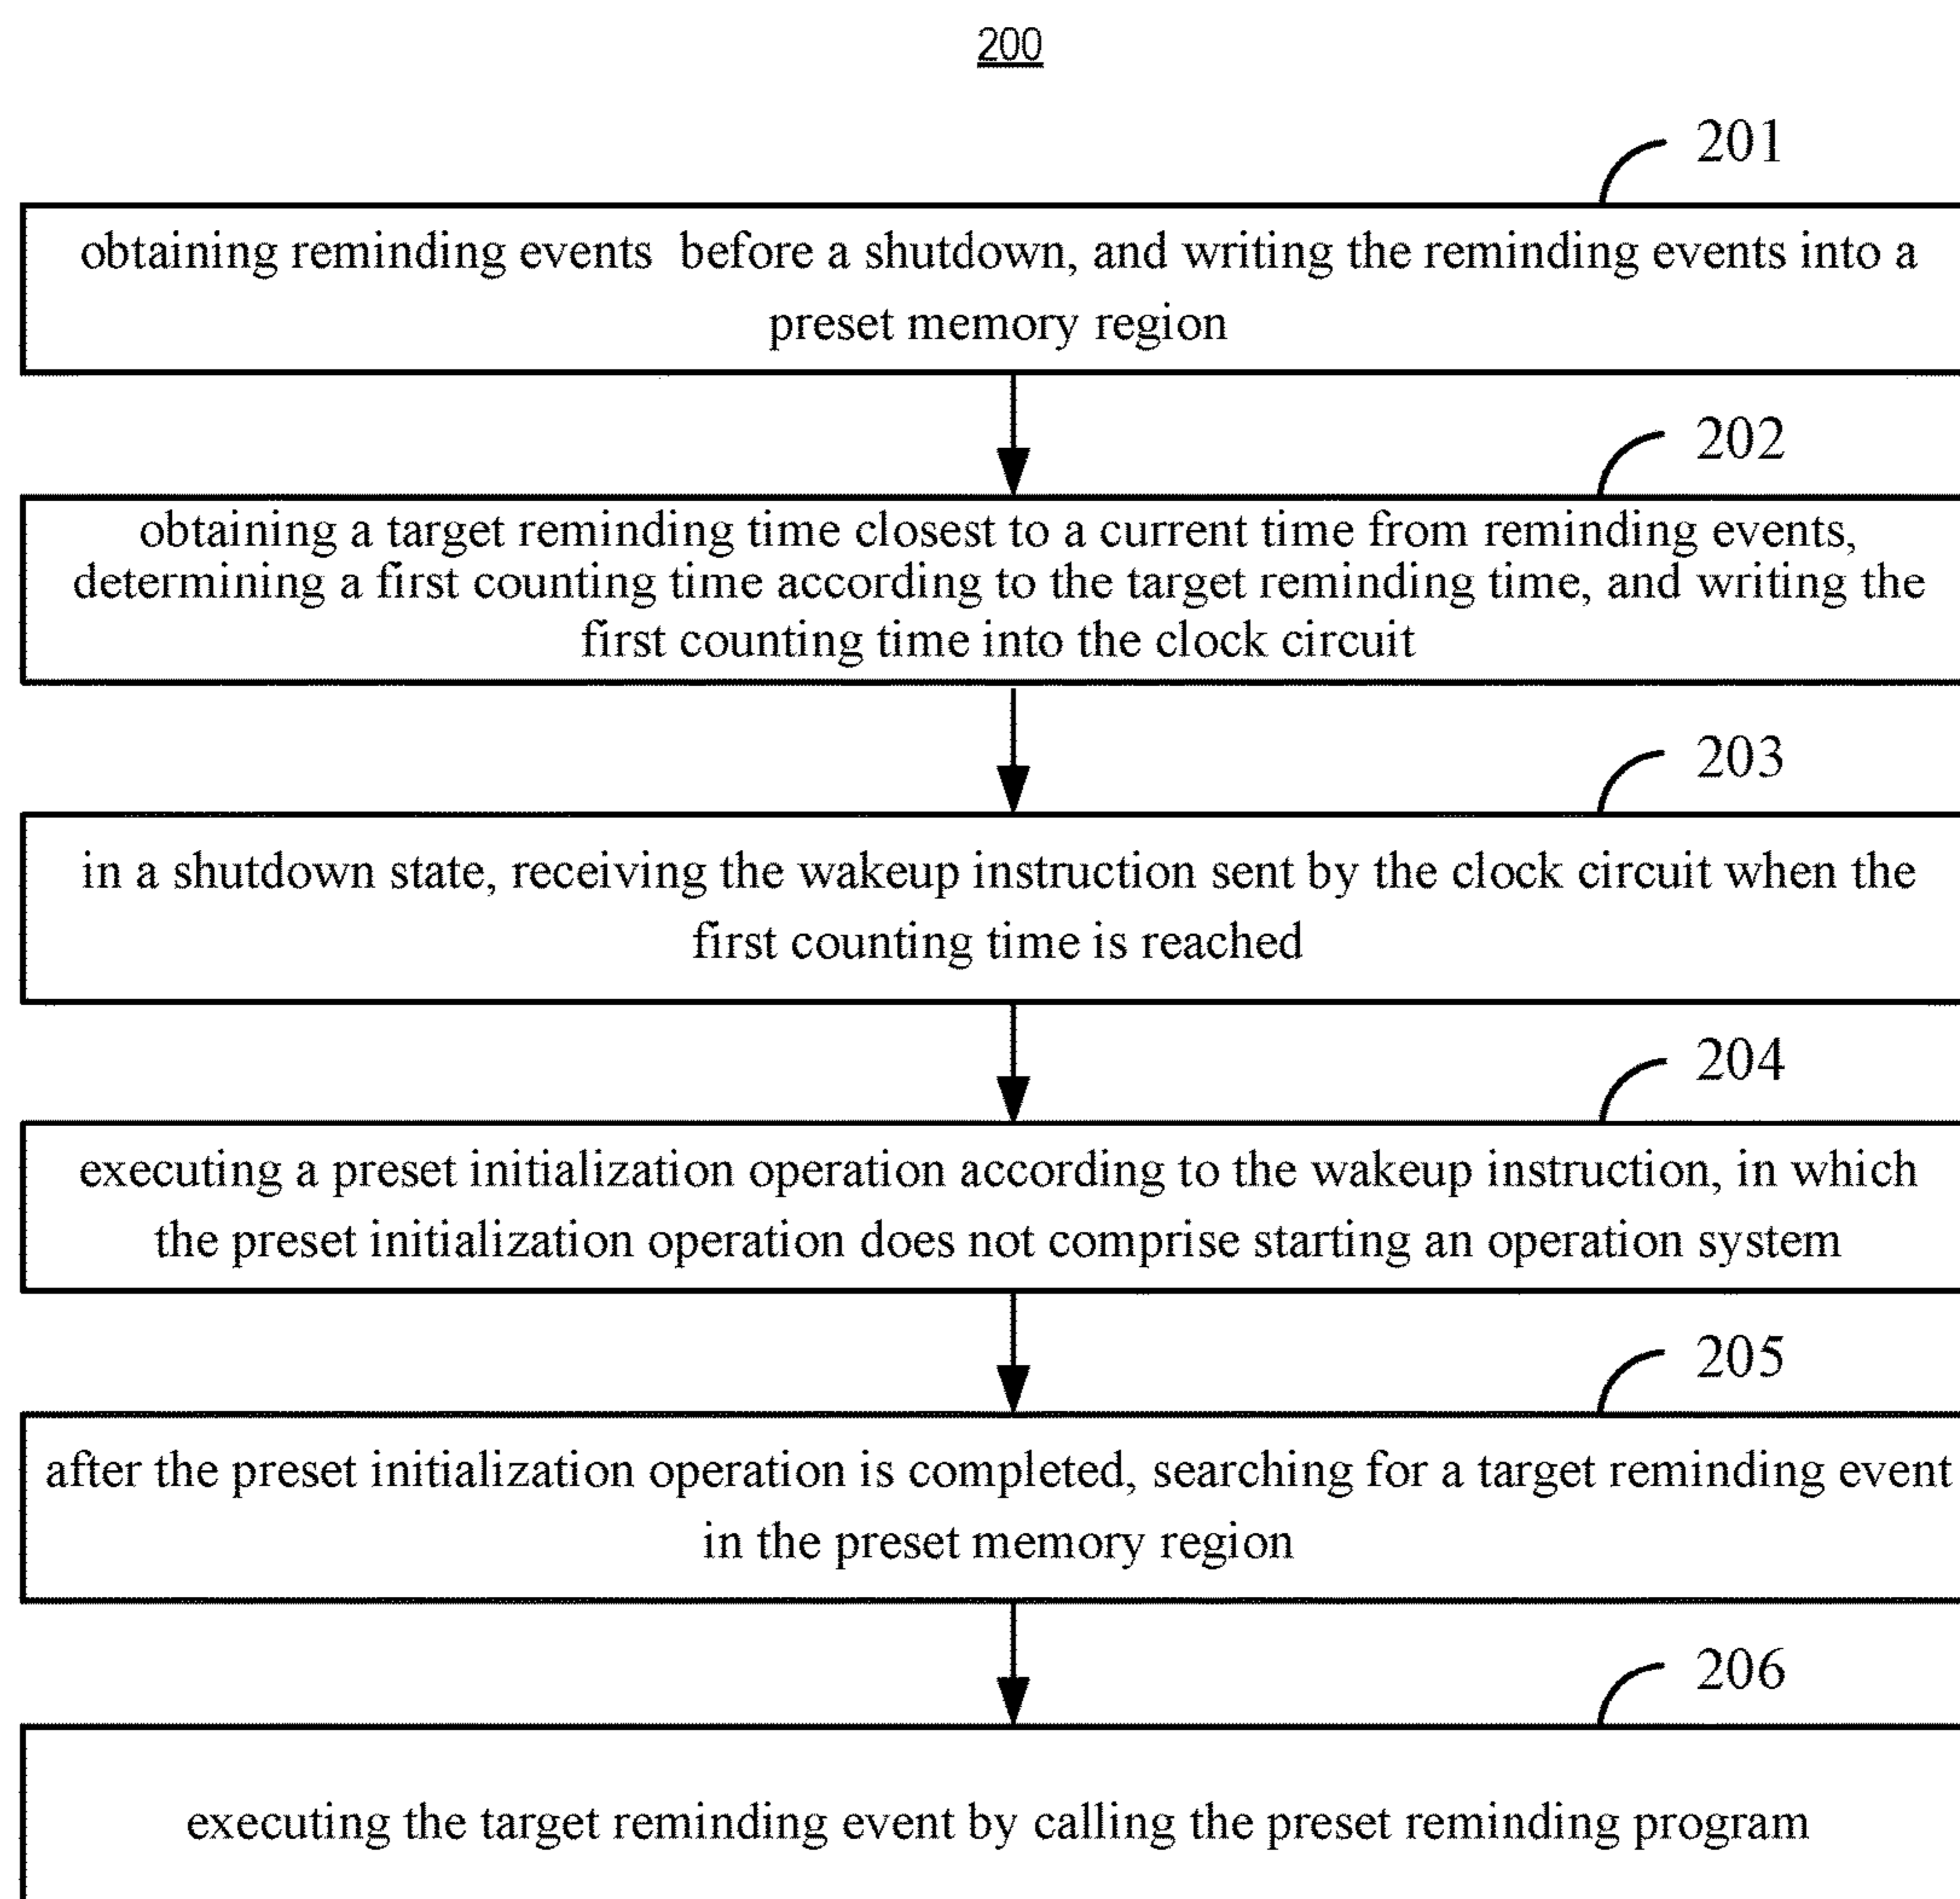 200
201
obtaining reminding events before a shutdown, and writing the reminding events into a
preset memory region
202
obtaining a target reminding time closest to a current time from reminding events,
determining a first counting time according to the target reminding time, and writing the
first counting time into the clock circuit
203
in a shutdown state, receiving the wakeup instruction sent by the clock circuit when the
first counting time is reached
204
executing a preset initialization operation according to the wakeup instruction, in which
the preset initialization operation does not comprise starting an operation system
205
after the preset initialization operation is completed, searching for a target reminding event
in the preset memory region
206
executing the target reminding event by calling the preset reminding program